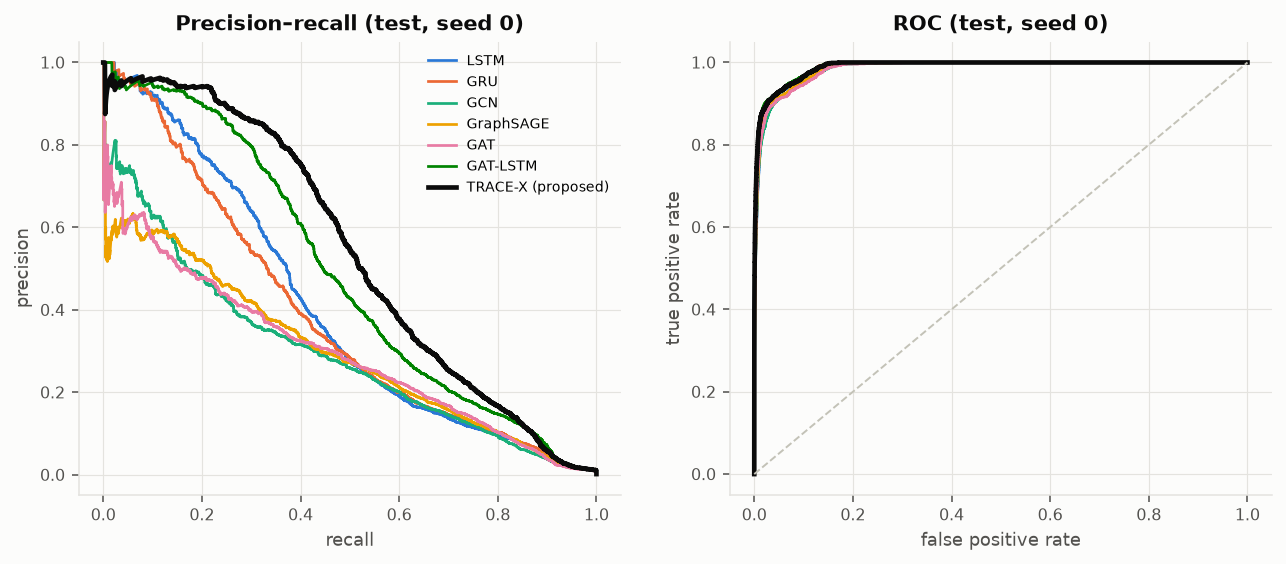 Precision–recall (test, seed 0)
1.0
0.8
0.6
0.4
0.2
0.0
precision
0.0 0.2 0.4 0.6 0.8 1.0
recall
LSTM
GRU
GCN
GraphSAGE
GAT
GAT-LSTM
TRACE-X (proposed)
ROC (test, seed 0)
1.0
0.8
0.6
0.4
0.2
0.0
true positive rate
0.0 0.2 0.4 0.6 0.8 1.0
false positive rate